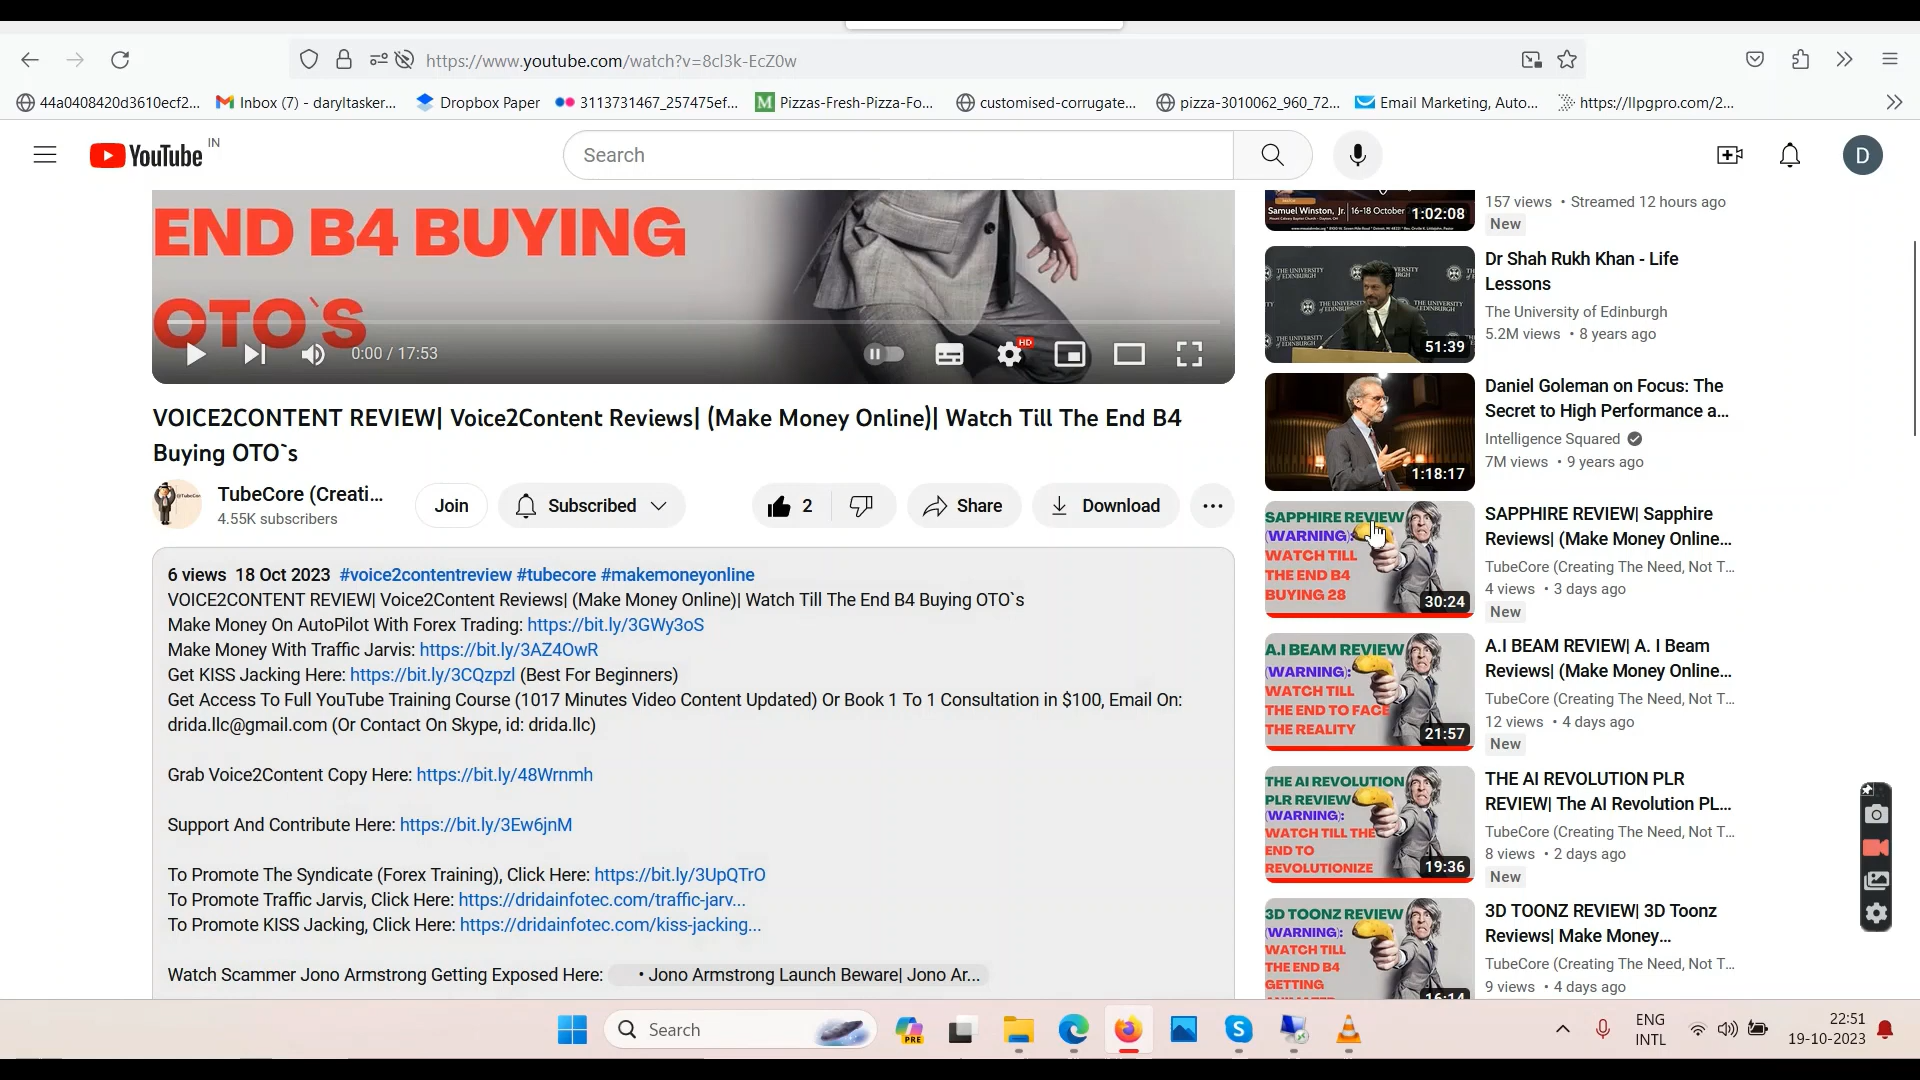 https://www.youtube.com/watch?v=8cl3k-EcZ0w
44a0408420d3610ecf2...
Inbox (7) - daryltasker...
Dropbox Paper
3113731467_257475ef...
Pizzas-Fresh-Pizza-Fo...
customised-corrugate...
pizza-3010062_960_72...
Email Marketing, Auto...
https://llpgpro.com/2...
YouTube IN
Search
D
END B4 BUYING
OTO`S
0:00 / 17:53
HD
VOICE2CONTENT REVIEW| Voice2Content Reviews| (Make Money Online)| Watch Till The End B4
Buying OTO`s
TubeCore (Creati...
4.55K subscribers
Join
Subscribed
2
Share
Download
6 views 18 Oct 2023 #voice2contentreview #tubecore #makemoneyonline
VOICE2CONTENT REVIEW| Voice2Content Reviews| (Make Money Online)| Watch Till The End B4 Buying OTO`s
Make Money On AutoPilot With Forex Trading: https://bit.ly/3GWy3oS
Make Money With Traffic Jarvis: https://bit.ly/3AZ4OwR
Get KISS Jacking Here: https://bit.ly/3CQzpzl (Best For Beginners)
Get Access To Full YouTube Training Course (1017 Minutes Video Content Updated) Or Book 1 To 1 Consultation in $100, Email On:
drida.llc@gmail.com (Or Contact On Skype, id: drida.llc)
Grab Voice2Content Copy Here: https://bit.ly/48Wrnmh
Support And Contribute Here: https://bit.ly/3Ew6jnM
To Promote The Syndicate (Forex Training), Click Here: https://bit.ly/3UpQTrO
To Promote Traffic Jarvis, Click Here: https://dridainfotec.com/traffic-jarv...
To Promote KISS Jacking, Click Here: https://dridainfotec.com/kiss-jacking...
Watch Scammer Jono Armstrong Getting Exposed Here: • Jono Armstrong Launch Beware| Jono Ar...
Samuel Winston, Jr. 16-18 October
1:02:08
157 views • Streamed 12 hours ago
New
THE UNIVERSITY of EDINBURGH
51:39
Dr Shah Rukh Khan - Life
Lessons
The University of Edinburgh
5.2M views • 8 years ago
1:18:17
Daniel Goleman on Focus: The
Secret to High Performance a...
Intelligence Squared
7M views • 9 years ago
SAPPHIRE REVIEW
(WARNING):
WATCH TILL
THE END B4
BUYING 28
30:24
SAPPHIRE REVIEW| Sapphire
Reviews| (Make Money Online...
TubeCore (Creating The Need, Not T...
4 views • 3 days ago
New
A.I BEAM REVIEW
(WARNING):
WATCH TILL
THE END TO FACE
THE REALITY
21:57
A.I BEAM REVIEW| A. I Beam
Reviews| (Make Money Online...
TubeCore (Creating The Need, Not T...
12 views • 4 days ago
New
THE AI REVOLUTION
PLR REVIEW
(WARNING):
WATCH TILL THE
END TO
REVOLUTIONIZE
19:36
THE AI REVOLUTION PLR
REVIEW| The AI Revolution PL...
TubeCore (Creating The Need, Not T...
8 views • 2 days ago
New
3D TOONZ REVIEW
(WARNING):
WATCH TILL
THE END B4
GETTING
16:14
3D TOONZ REVIEW| 3D Toonz
Reviews| Make Money...
TubeCore (Creating The Need, Not T...
9 views • 4 days ago
Search
PRE
ENG
INTL
22:51
19-10-2023